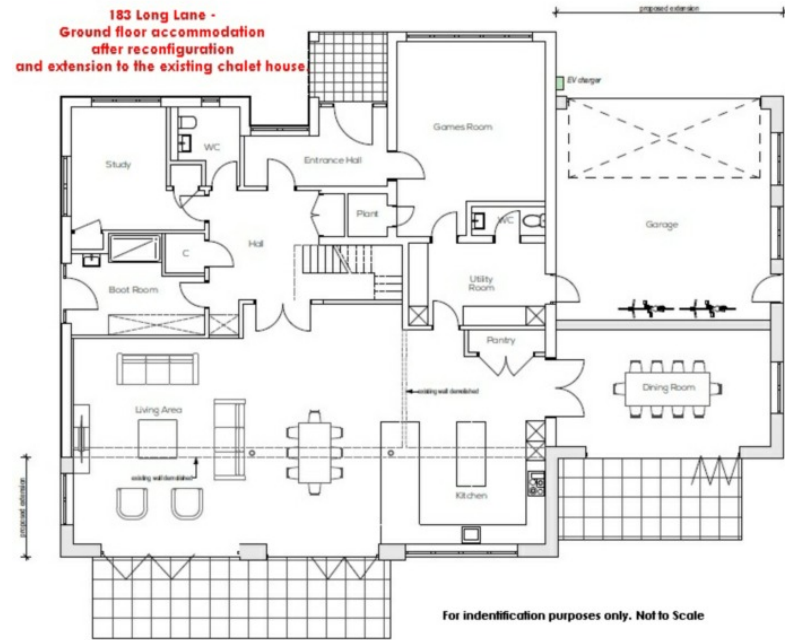 183 Long Lane -
Ground floor accommodation
after reconfiguration
and extension to the existing chalet house.
proposed extension
EV charger
Games Room
WC
Study
Entrance Hall
Plant
WC
Garage
Hall
C
Utility
Room
Boot Room
Pantry
existing wall demolished
Dining Room
Living Area
existing wall demolished
proposed extension
Kitchen
For indentification purposes only. Not to Scale